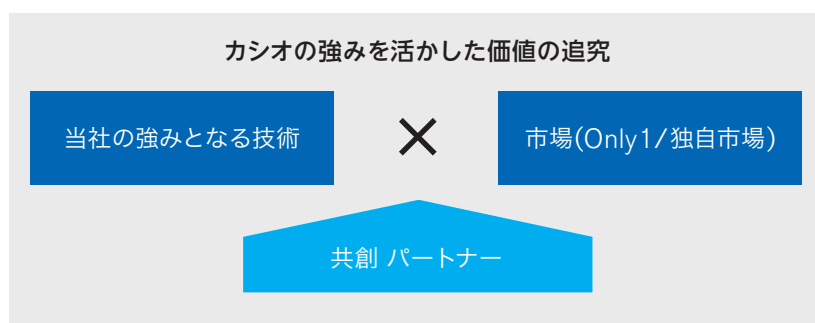 カシオの強みを活かした価値の追究
当社の強みとなる技術
×
市場(Only1/独自市場)
共創 パートナー